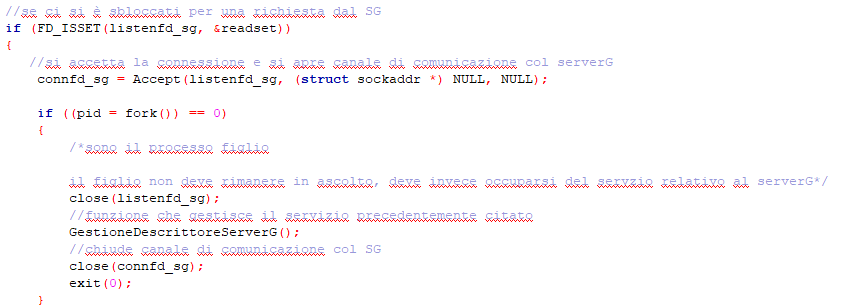 //se ci si è sbloccati per una richiesta dal SG
if (FD_ISSET(listenfd_sg, &readset))
{
//si accetta la connessione e si apre canale di comunicazione col serverG
connfd_sg = Accept(listenfd_sg, (struct sockaddr *) NULL, NULL);
if ((pid = fork()) == 0)
{
/*sono il processo figlio
il figlio non deve rimanere in ascolto, deve invece occuparsi del servzio relativo al serverG*/
close(listenfd_sg);
//funzione che gestisce il servizio precedentemente citato
GestioneDescrittoreServerG();
//chiude canale di comunicazione col SG
close(connfd_sg);
exit(0);
}